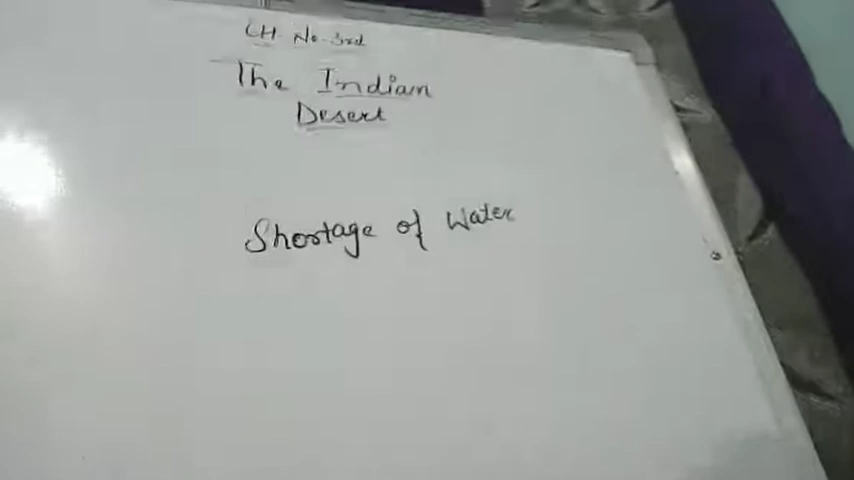 CH No-3rd
The Indian
Desert
Shortage of Water